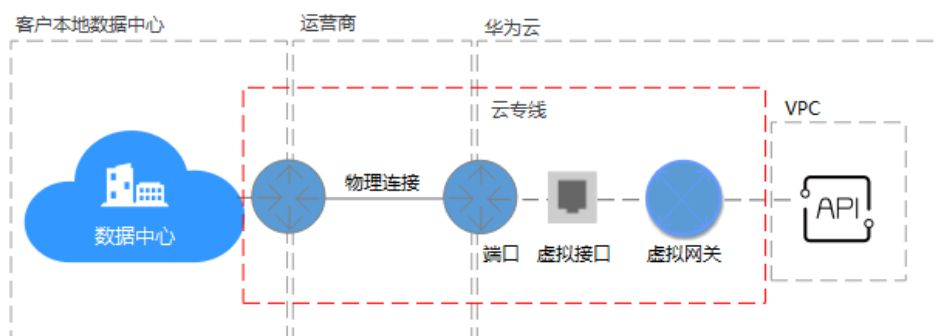 客户本地数据中心
运营商
华为云
云专线
VPC
物理连接
API
数据中心
端口
虚拟接口
虚拟网关